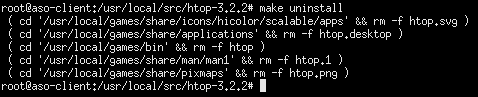 root@aso-client:/usr/local/src/htop-3.2.2# make uninstall
( cd '/usr/local/games/share/icons/hicolor/scalable/apps' && rm -f htop.svg )
( cd '/usr/local/games/share/applications' && rm -f htop.desktop )
( cd '/usr/local/games/bin' && rm -f htop )
( cd '/usr/local/games/share/man/man1' && rm -f htop.1 )
( cd '/usr/local/games/share/pixmaps' && rm -f htop.png )
root@aso-client:/usr/local/src/htop-3.2.2#